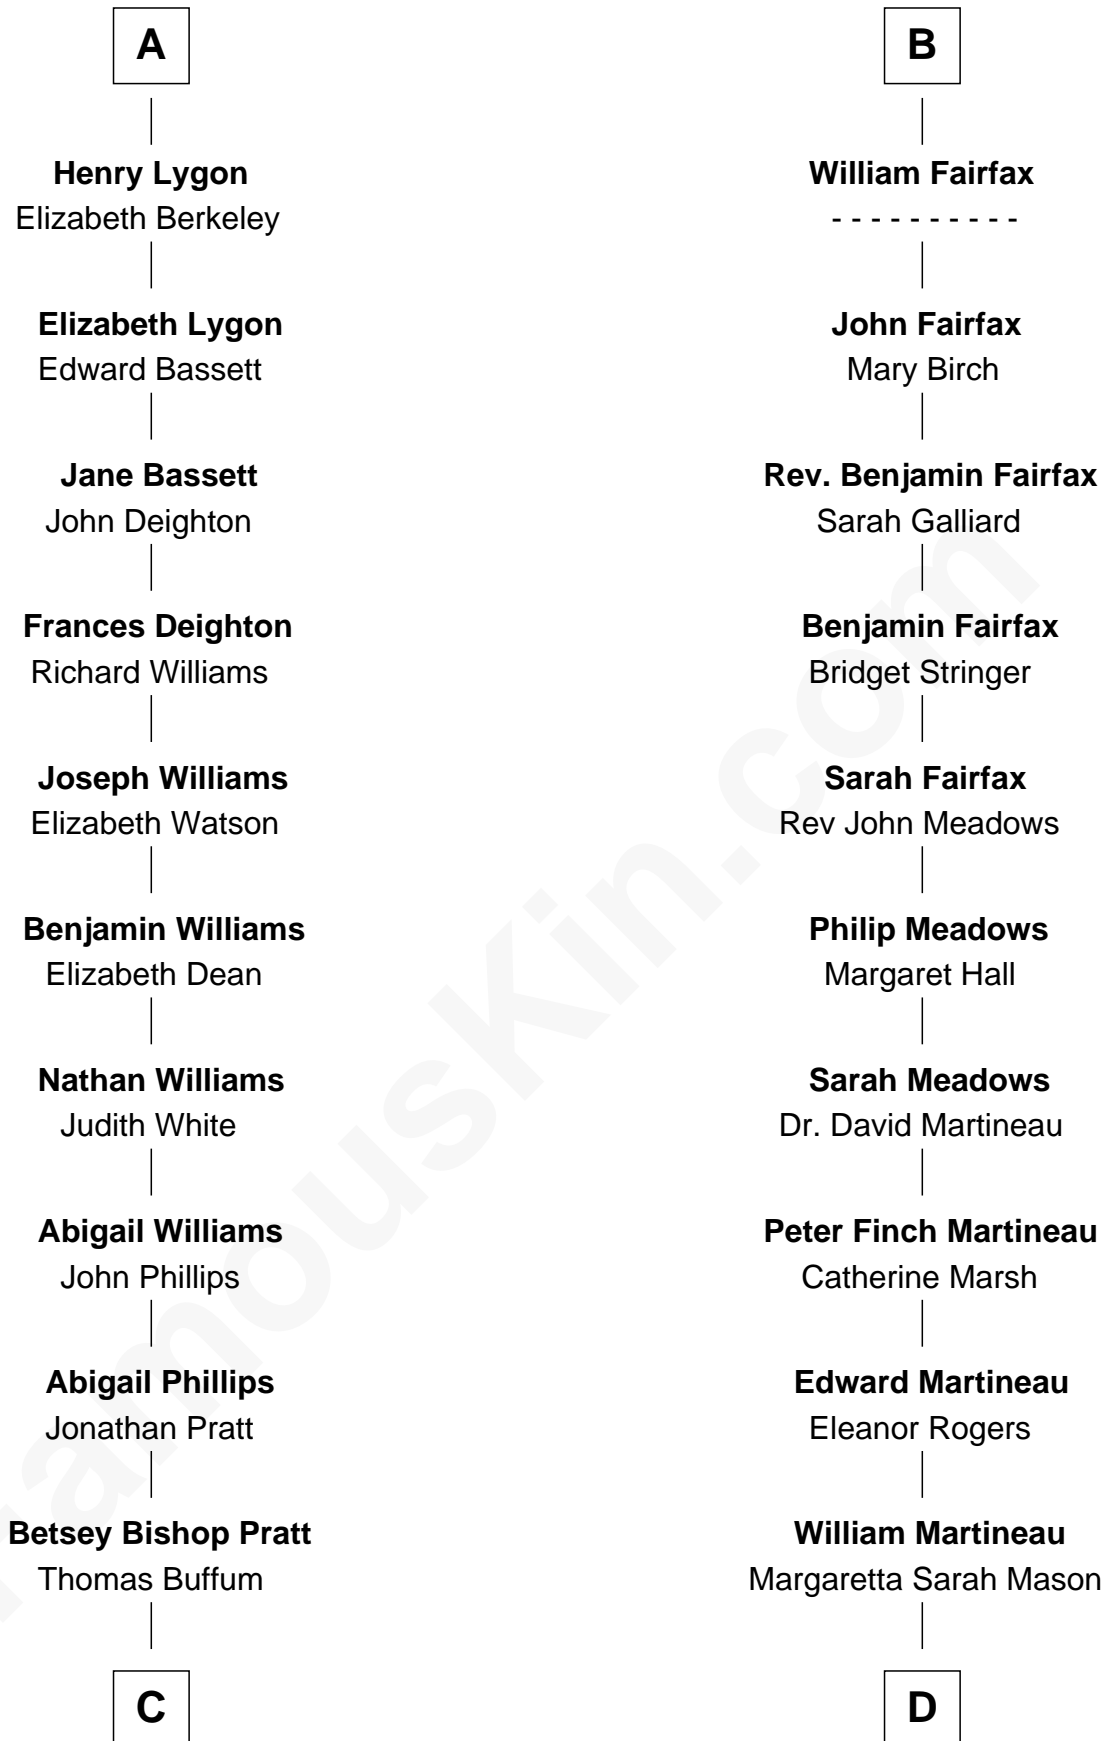 A
Henry Lygon
Elizabeth Berkeley
Elizabeth Lygon
Edward Bassett
Jane Bassett
John Deighton
Frances Deighton
Richard Williams
Joseph Williams
Elizabeth Watson
Benjamin Williams
Elizabeth Dean
Nathan Williams
Judith White
Abigail Williams
John Phillips
Abigail Phillips
Jonathan Pratt
Betsey Bishop Pratt
Thomas Buffum
C
B
William Fairfax
- - - - - - - - - -
John Fairfax
Mary Birch
Rev. Benjamin Fairfax
Sarah Galliard
Benjamin Fairfax
Bridget Stringer
Sarah Fairfax
Rev John Meadows
Philip Meadows
Margaret Hall
Sarah Meadows
Dr. David Martineau
Peter Finch Martineau
Catherine Marsh
Edward Martineau
Eleanor Rogers
William Martineau
Margaretta Sarah Mason
D
FamousKin.com